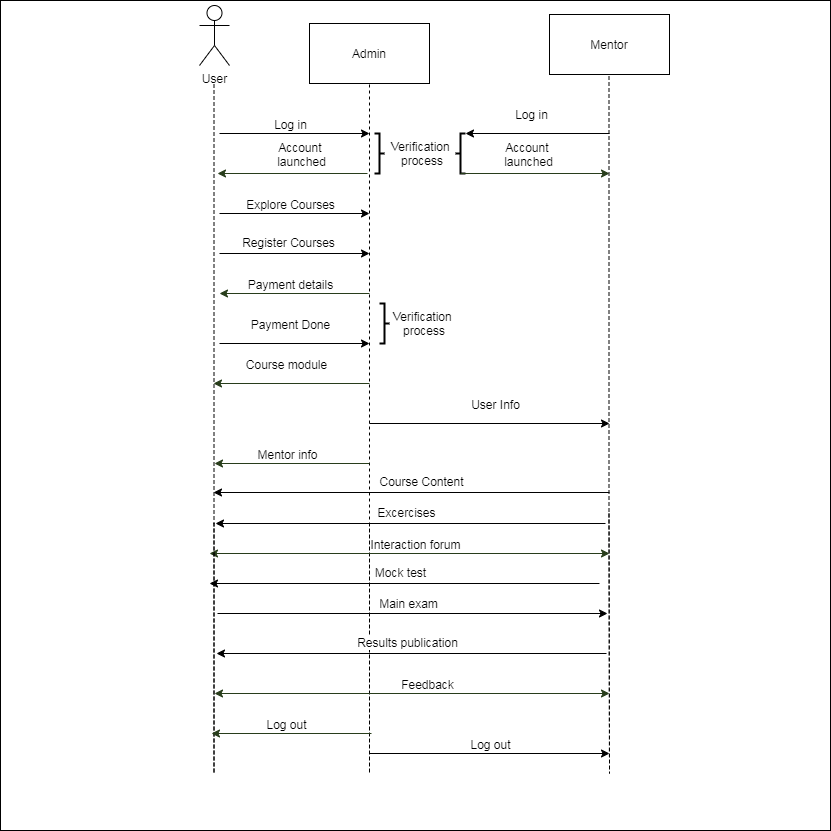 User
Admin
Mentor
Log in
Log in
Account
launched
Verification
process
Account
launched
Explore Courses
Register Courses
Payment details
Verification
process
Payment Done
Course module
User Info
Mentor info
Course Content
Excercises
Interaction forum
Mock test
Main exam
Results publication
Feedback
Log out
Log out